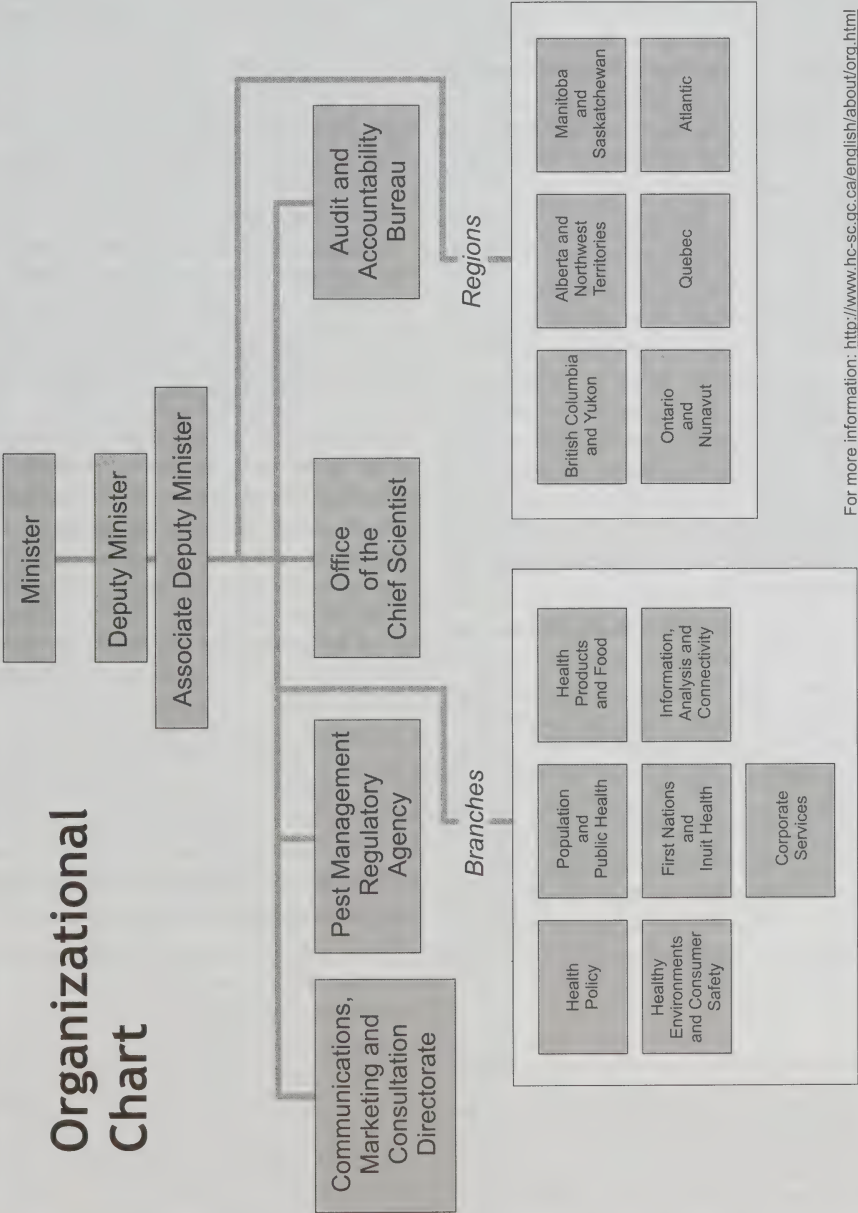 Organizational
Chart
Minister
Deputy Minister
Associate Deputy Minister
Communications,
Marketing and
Consultation
Directorate
Pest Management
Regulatory
Agency
Office
of the
Chief Scientist
Audit and
Accountability
Bureau
Branches
Health
Policy
Population
and
Public Health
Health
Products
and Food
Healthy
Environments
and Consumer
Safety
First Nations
and
Inuit Health
Information,
Analysis and
Connectivity
Corporate
Services
Regions
British Columbia
and Yukon
Alberta and
Northwest
Territories
Manitoba
and
Saskatchewan
Ontario
and
Nunavut
Quebec
Atlantic
For more information: http://www.hc-sc.gc.ca/english/about/org.html